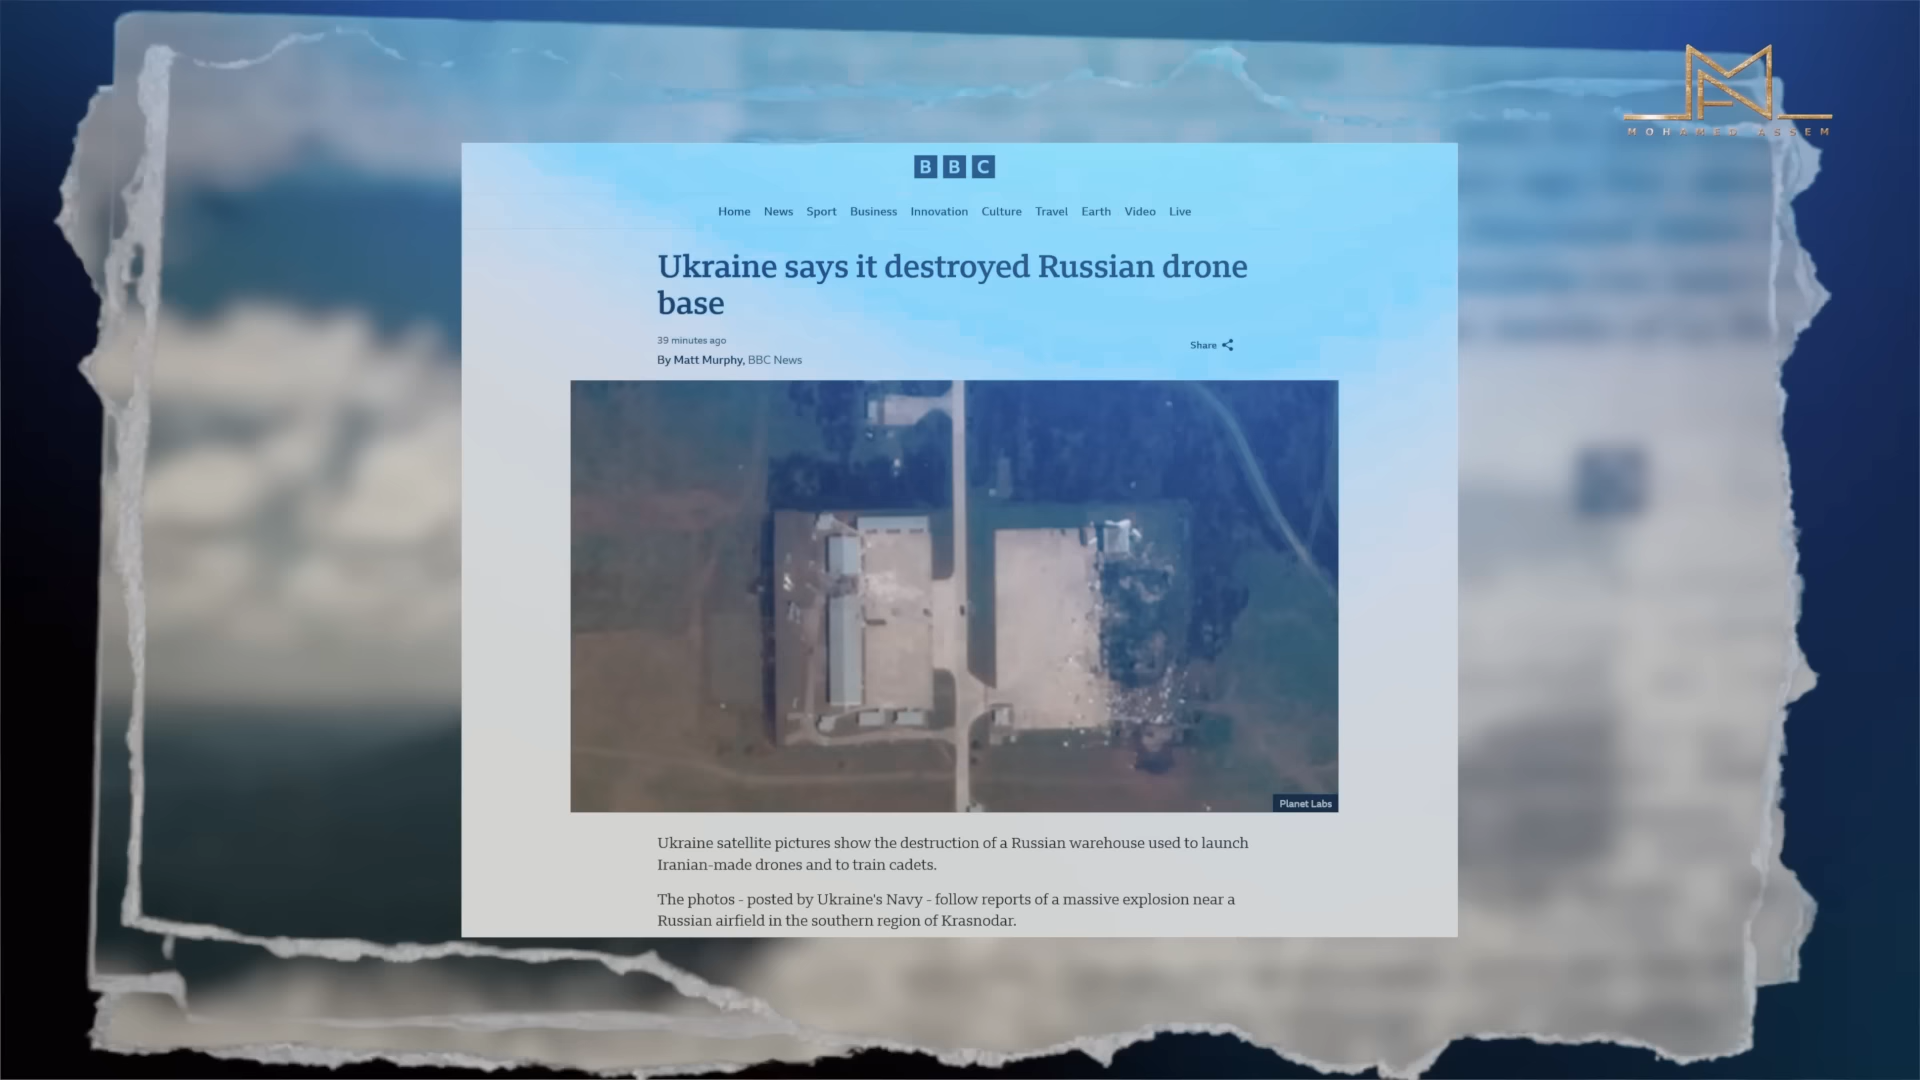 MOHAMED ASSEM
BBC
Home News Sport Business Innovation Culture Travel Earth Video Live
Ukraine says it destroyed Russian drone
base
39 minutes ago
Share
By Matt Murphy, BBC News
Planet Labs
Ukraine satellite pictures show the destruction of a Russian warehouse used to launch
Iranian-made drones and to train cadets.
The photos - posted by Ukraine's Navy - follow reports of a massive explosion near a
Russian airfield in the southern region of Krasnodar.